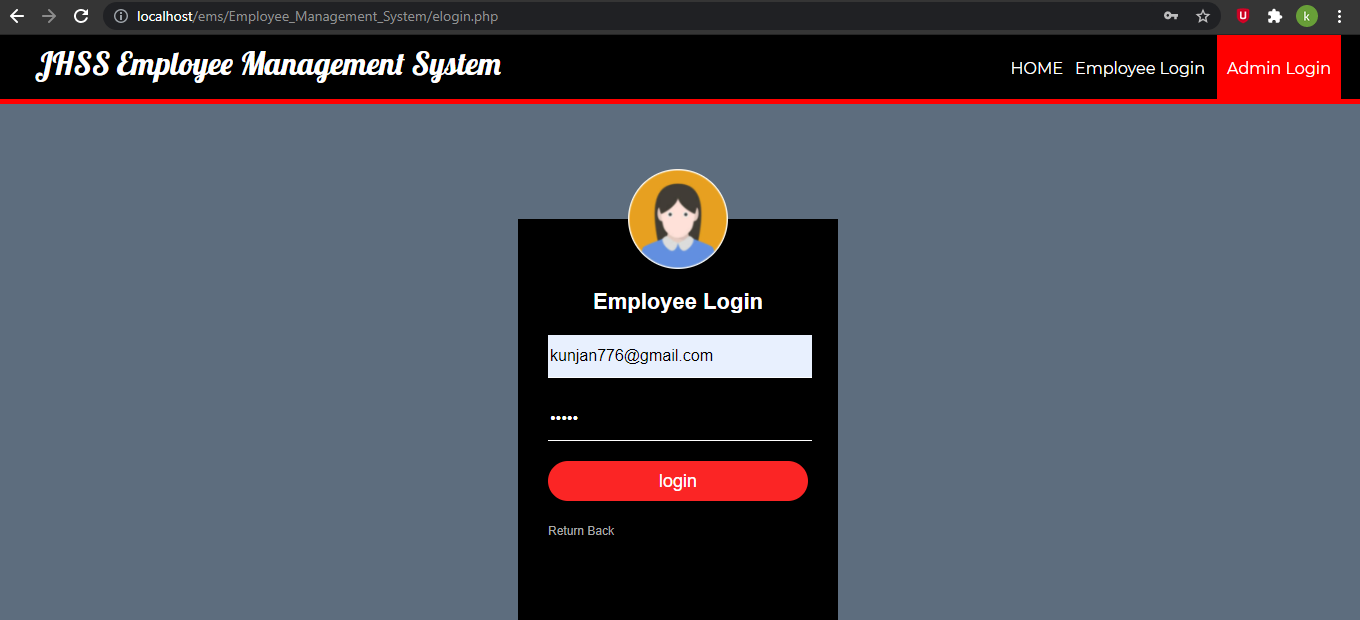 localhost/ems/Employee_Management_System/elogin.php
U
k
JHSS Employee Management System
HOME Employee Login Admin Login
Employee Login
kunjan776@gmail.com
•••••
login
Return Back